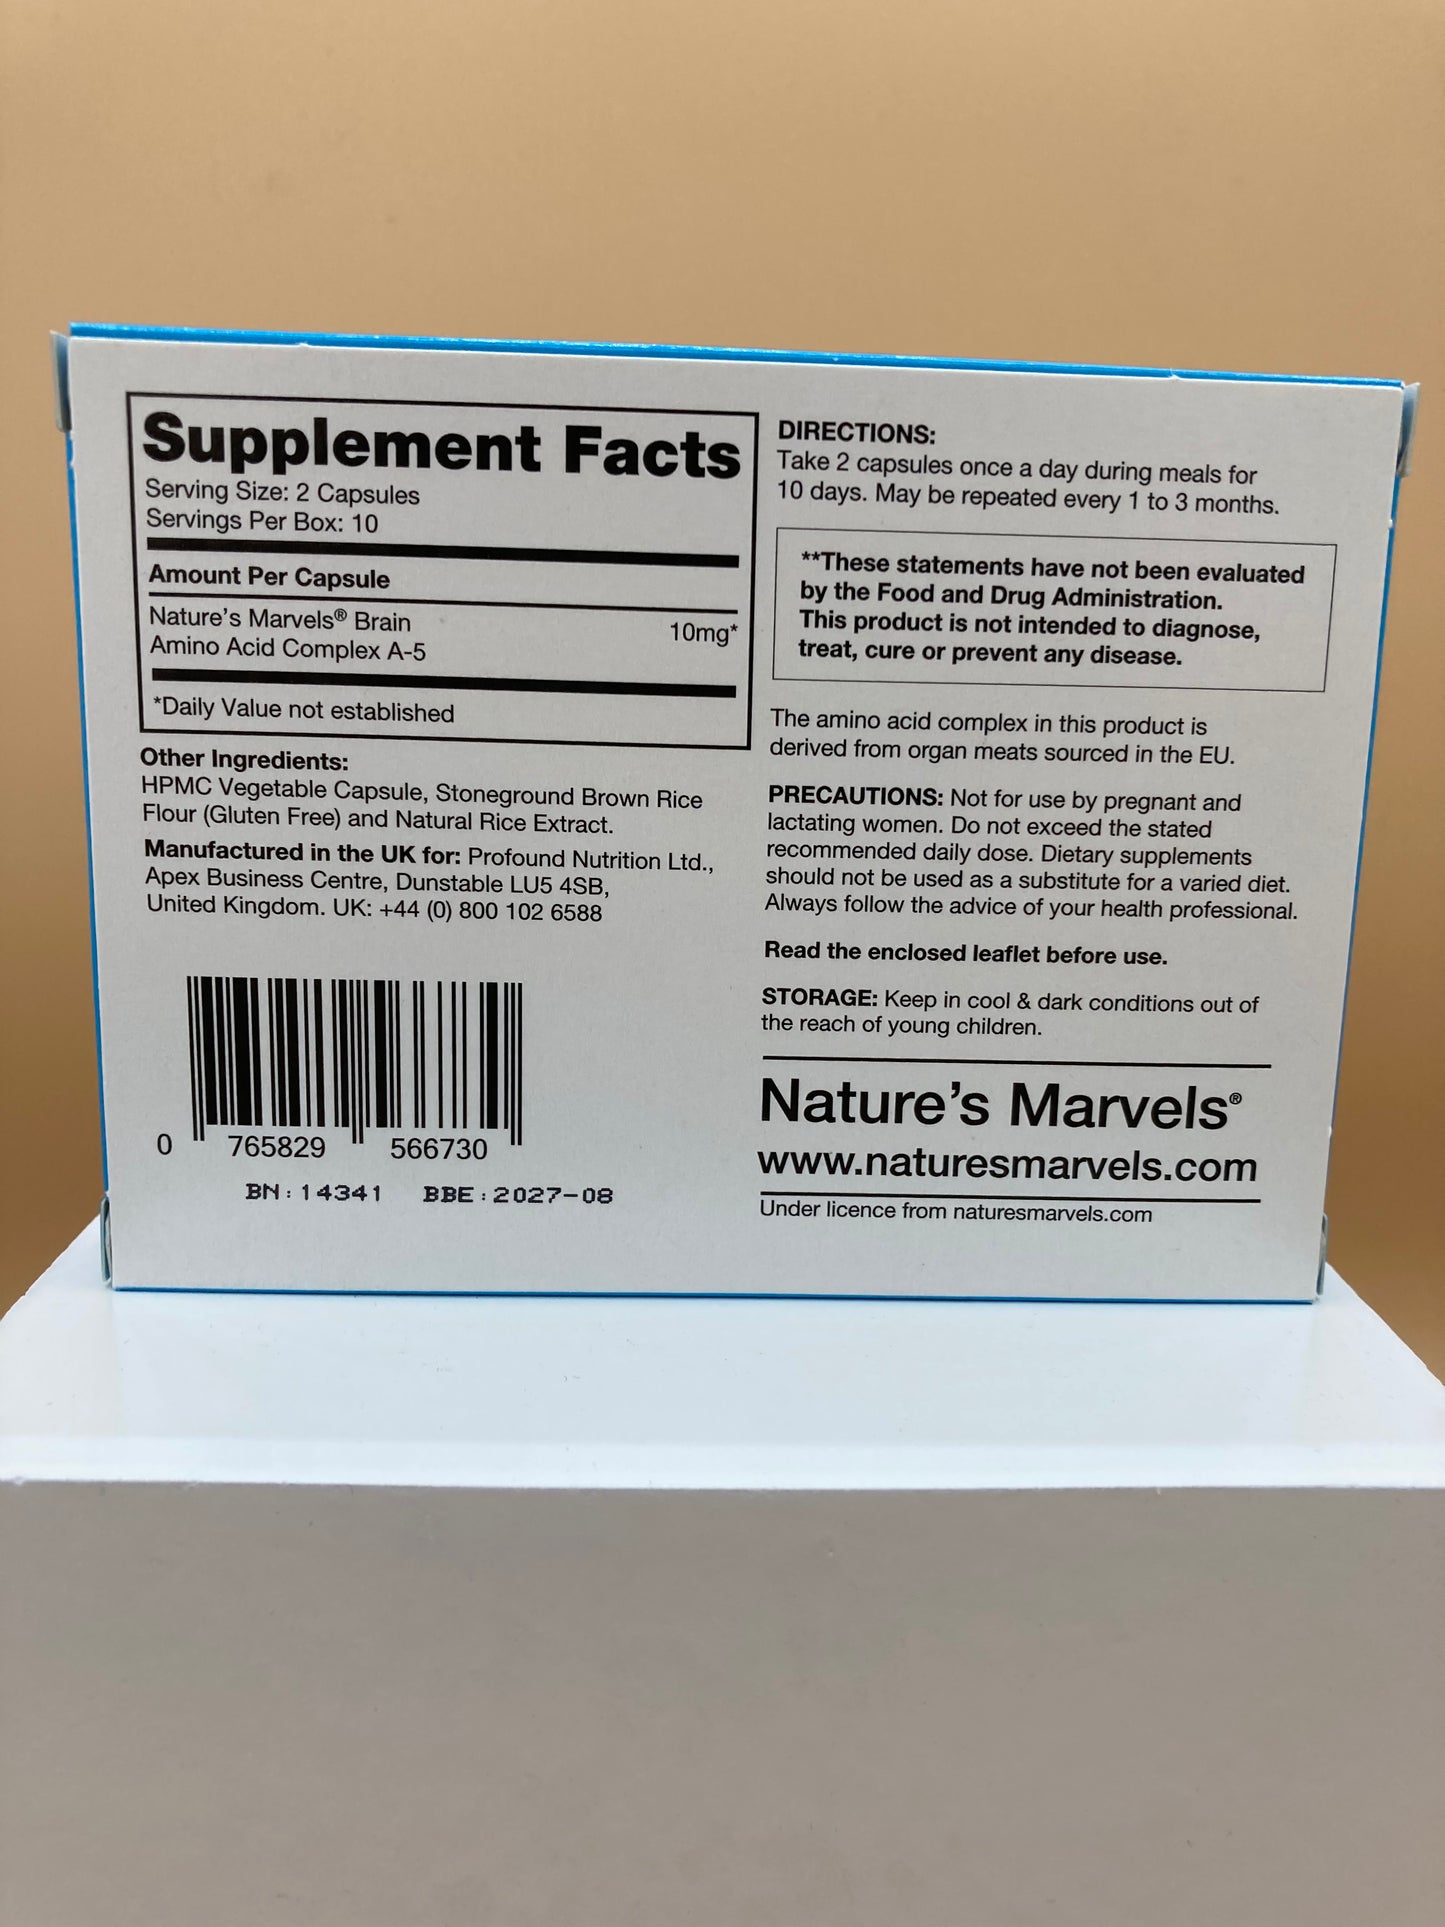 Supplement Facts
Serving Size: 2 Capsules
Servings Per Box: 10
Amount Per Capsule
Nature's Marvels® Brain
Amino Acid Complex A-5
10mg*
*Daily Value not established
Other Ingredients:
HPMC Vegetable Capsule, Stoneground Brown Rice
Flour (Gluten Free) and Natural Rice Extract.
Manufactured in the UK for: Profound Nutrition Ltd.,
Apex Business Centre, Dunstable LU5 4SB,
United Kingdom. UK: +44 (0) 800 102 6588
0 765829 566730
BN:14341 BBE:2027-08
DIRECTIONS:
Take 2 capsules once a day during meals for
10 days. May be repeated every 1 to 3 months.
**These statements have not been evaluated
by the Food and Drug Administration.
This product is not intended to diagnose,
treat, cure or prevent any disease.
The amino acid complex in this product is
derived from organ meats sourced in the EU.
PRECAUTIONS: Not for use by pregnant and
lactating women. Do not exceed the stated
recommended daily dose. Dietary supplements
should not be used as a substitute for a varied diet.
Always follow the advice of your health professional.
Read the enclosed leaflet before use.
STORAGE: Keep in cool & dark conditions out of
the reach of young children.
Nature's Marvels®
www.naturesmarvels.com
Under licence from naturesmarvels.com